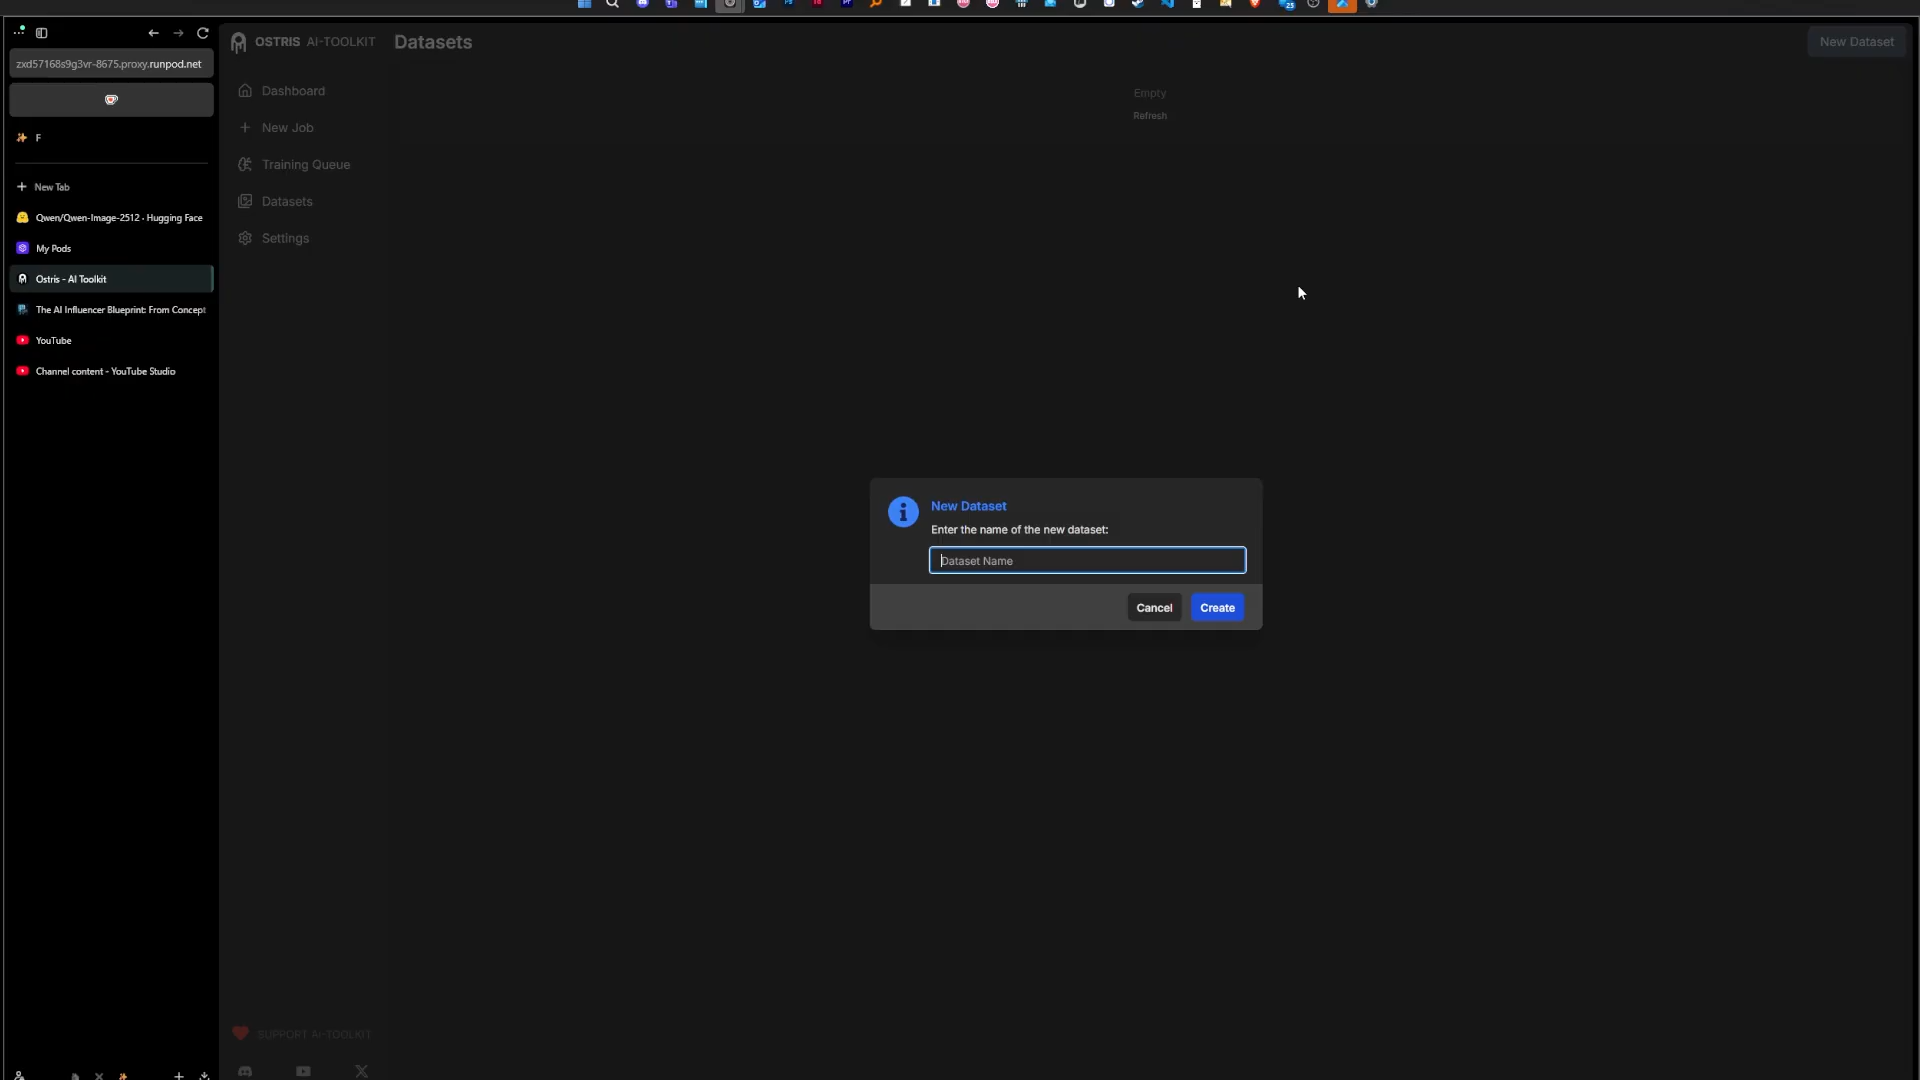 zxd57168s9g3vr-8675.proxy.runpod.net
F
New Tab
Qwen/Qwen-Image-2512 · Hugging Face
My Pods
Ostris - AI Toolkit
The AI Influencer Blueprint: From Concept
YouTube
Channel content - YouTube Studio
OSTRIS AI-TOOLKIT
Dashboard
New Job
Training Queue
Datasets
Settings
SUPPORT AI-TOOLKIT
Datasets
New Dataset
Empty
Refresh
New Dataset
Enter the name of the new dataset:
Dataset Name
Cancel
Create